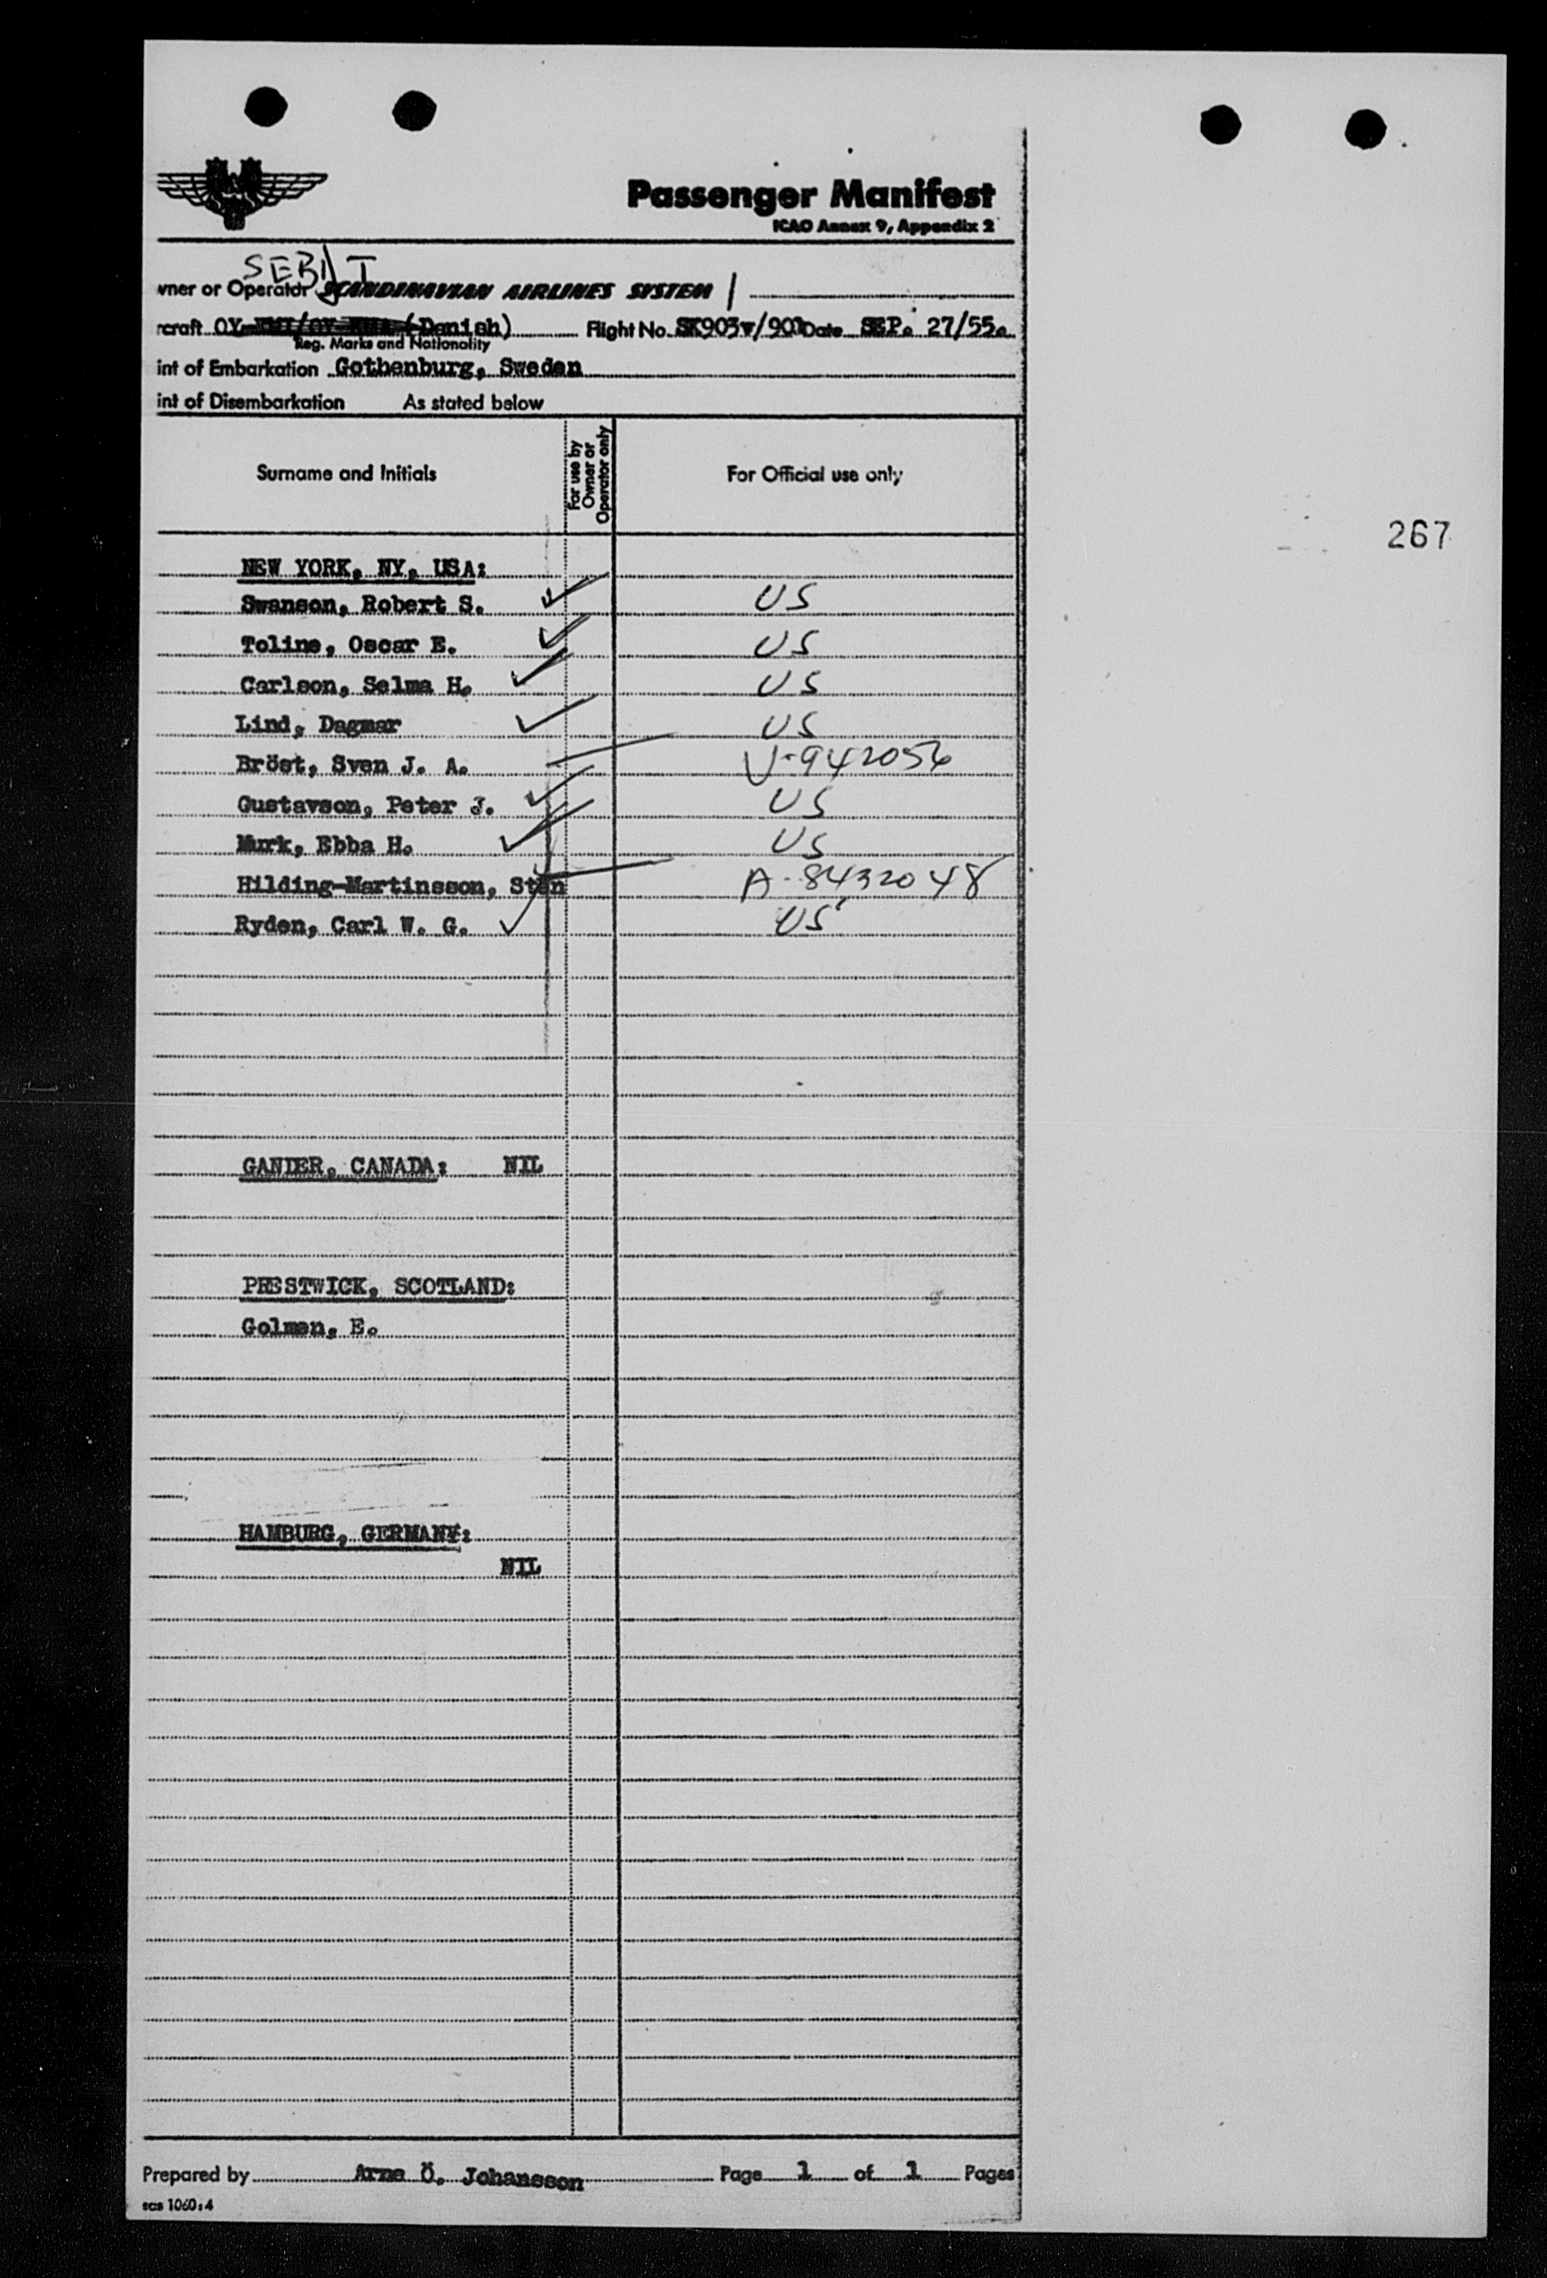 Passenger Manifest
ICAO Annex 9, Appendix 2
wner or Operator SCANDINAVIAN AIRLINES SYSTEM
rcraft OY-KMI/OY- (Danish) Flight No. SK903w/903 Date SEP. 27/55.
Reg. Marks and Nationality
int of Embarkation Gothenburg, Sweden
int of Disembarkation As stated below
Surname and Initials
For use by Owner or Operator only
For Official use only
267
NEW YORK, NY, USA:
Swanson, Robert S. US
Toline, Oscar E. US
Carlson, Selma H. US
Lind, Dagmar US
Bröst, Sven J. A. V-942056
Gustavson, Peter J. US
Murk, Ebba H. US
Hilding-Martinsson, Sten A-8432048
Ryden, Carl W. G. US
GANDER, CANADA: NIL
PRESTWICK, SCOTLAND:
Golmen, E.
HAMBURG, GERMANY:
NIL
Prepared by Arne Ö. Johansson Page 1 of 1 Pages
scs 1060:4